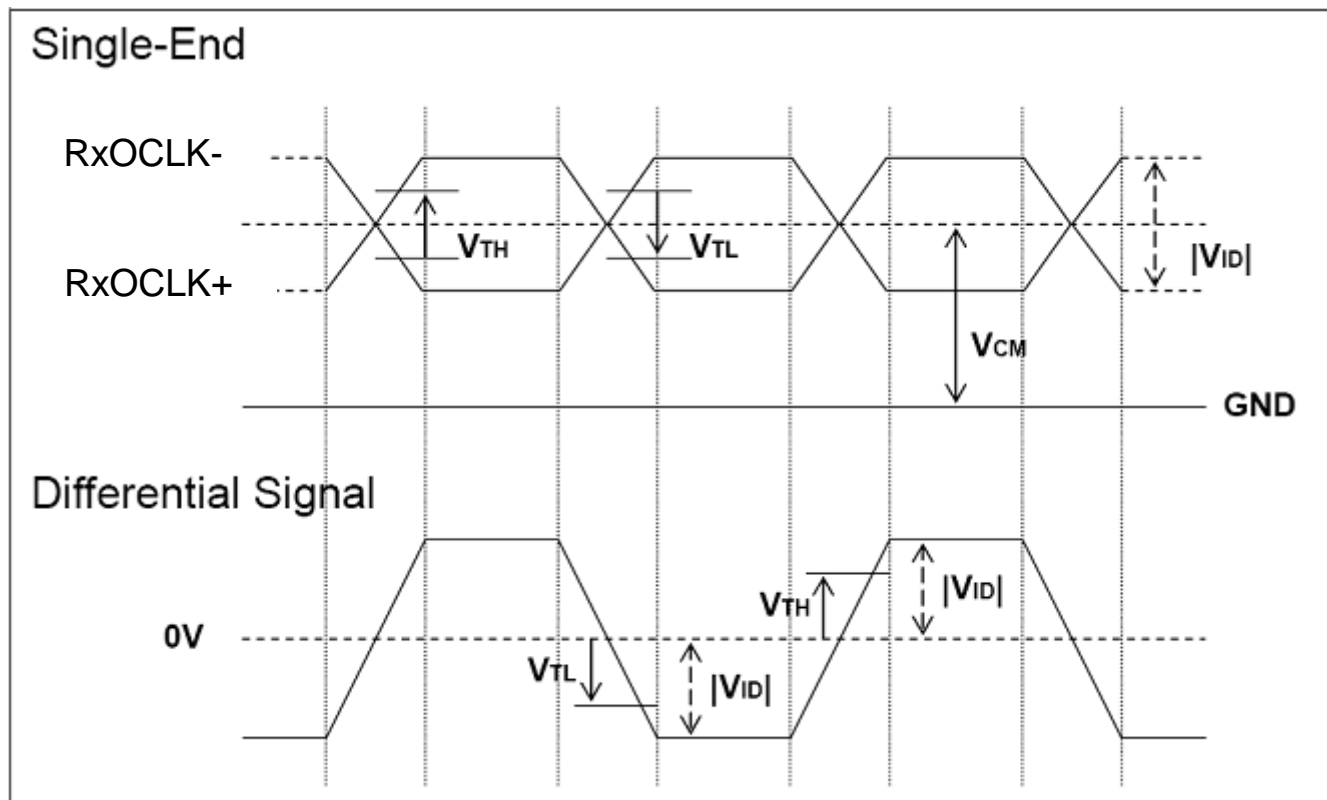 Single-End
RxOCLK-
VTH
VTL
|VID|
RxOCLK+
VCM
GND
Differential Signal
VTH
|VID|
0V
VTL
|VID|